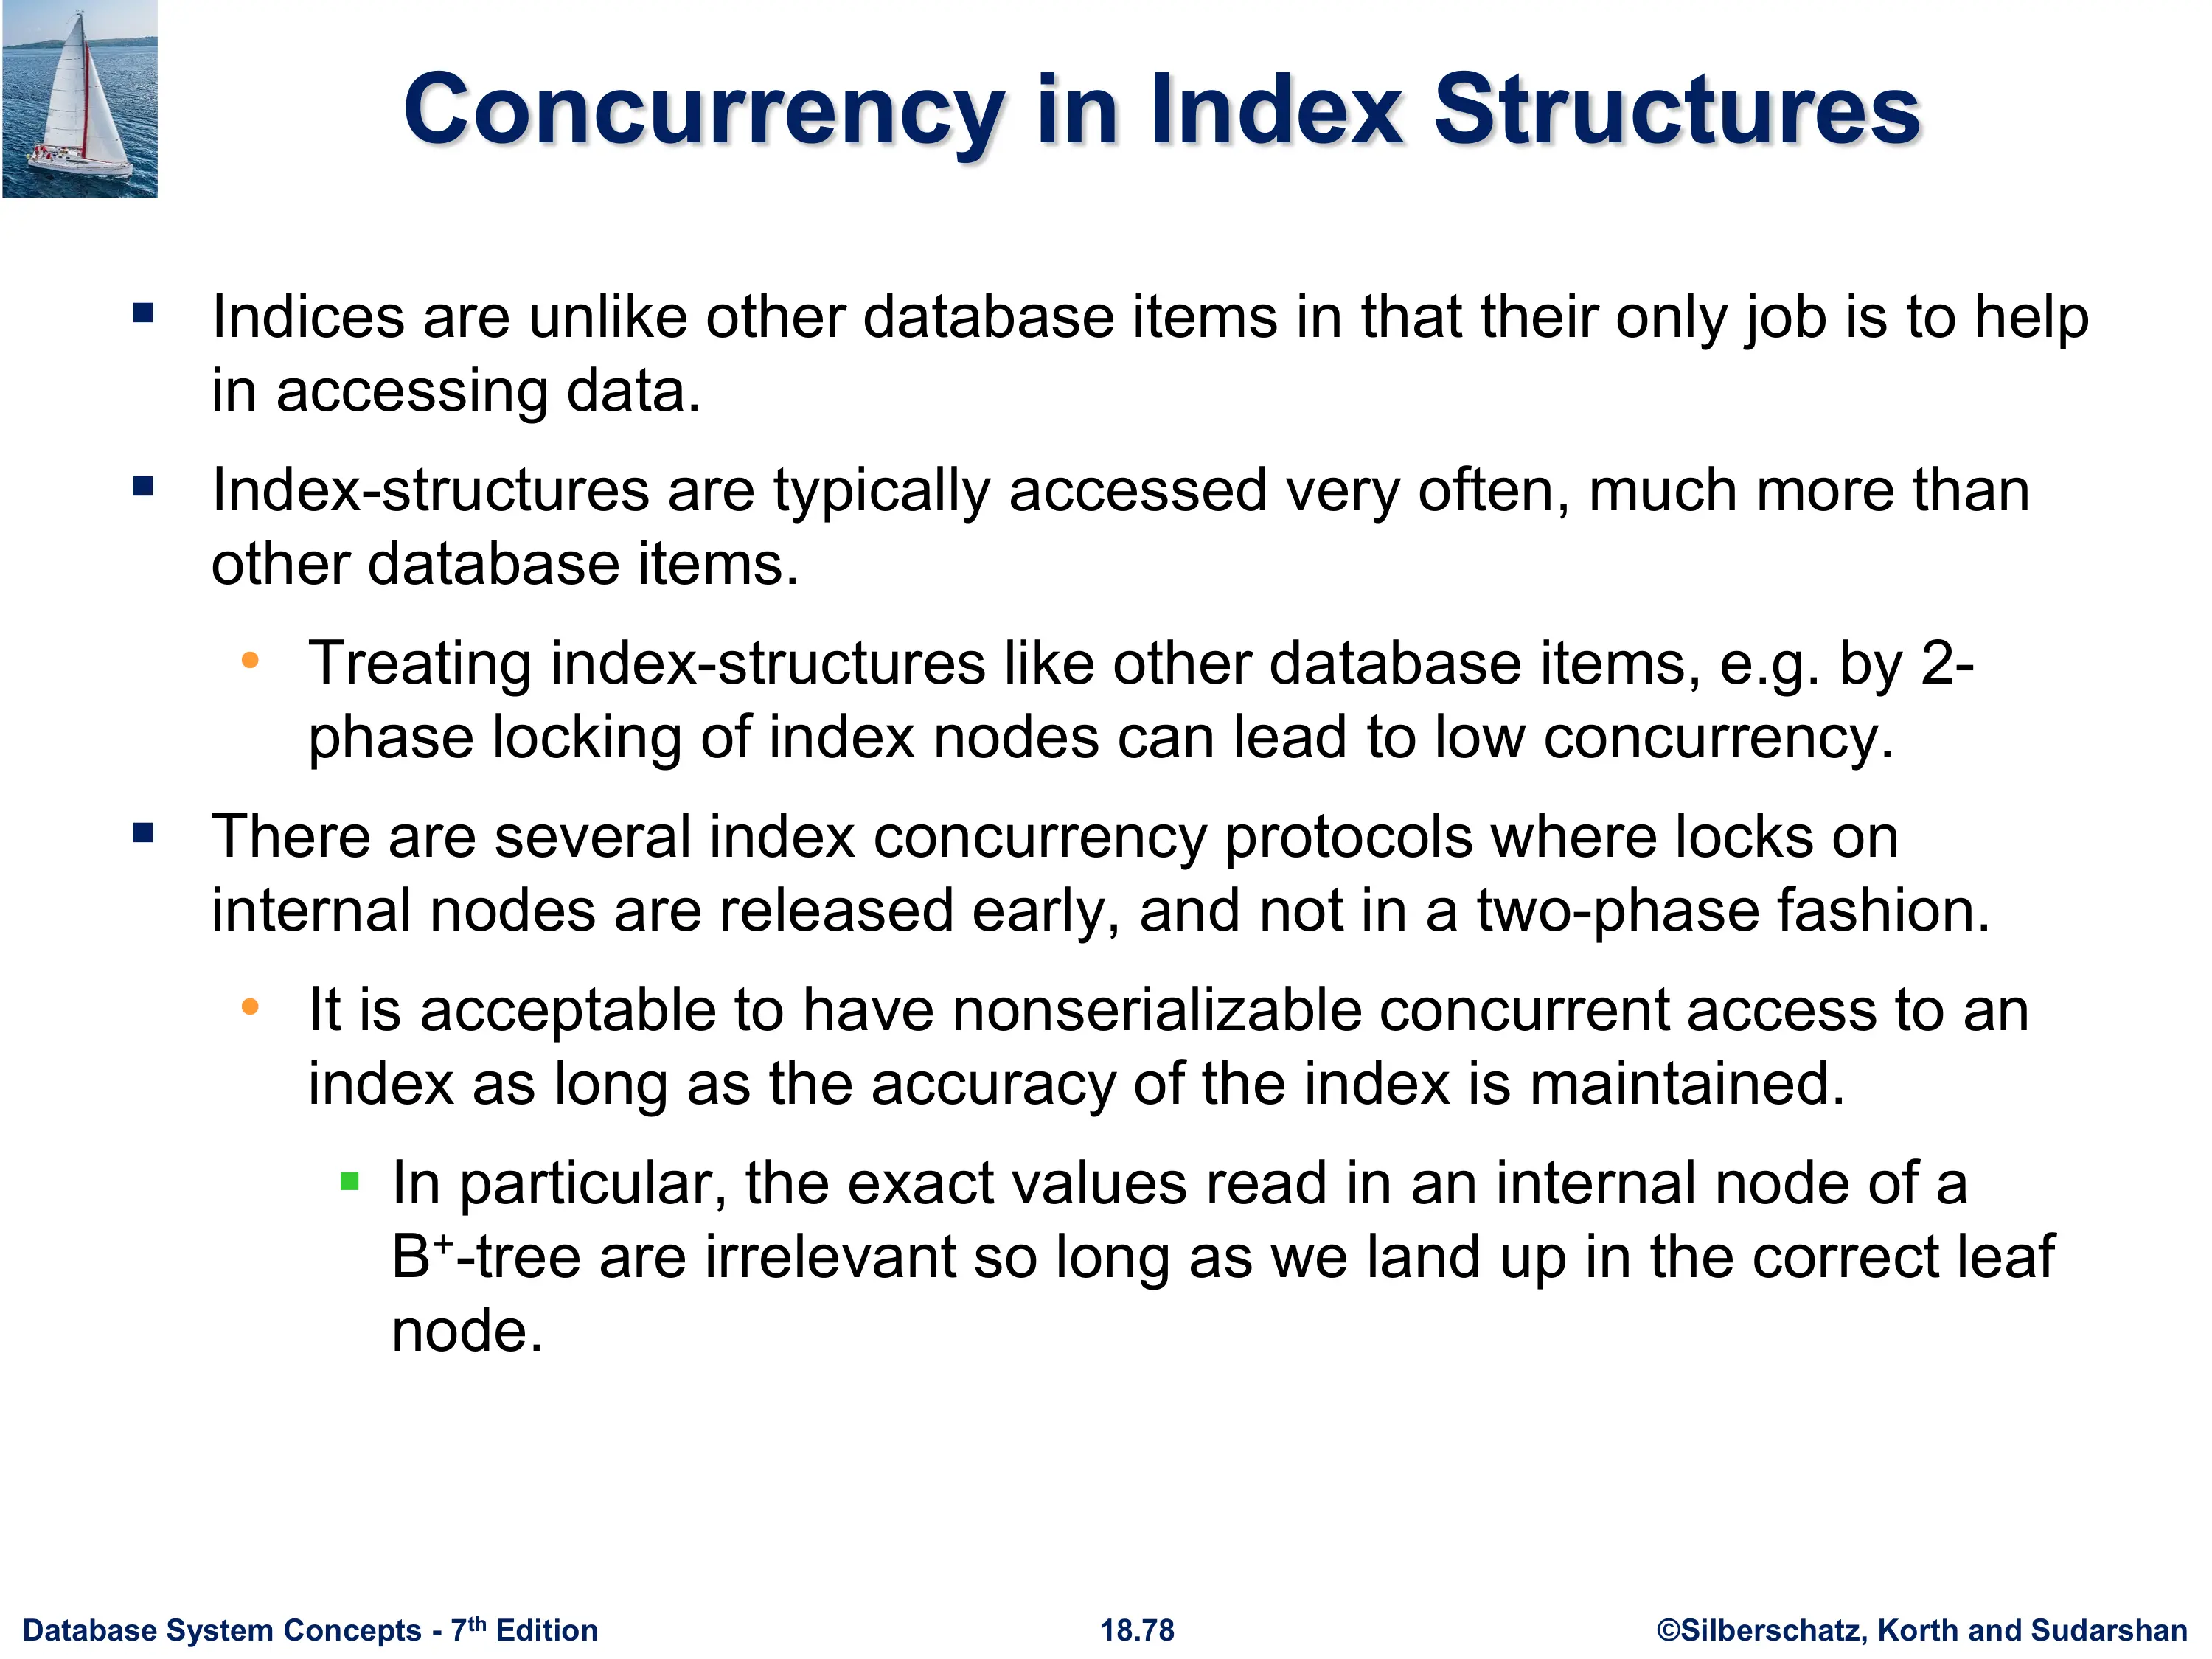 Concurrency in Index Structures
▪ Indices are unlike other database items in that their only job is to help
in accessing data.
▪ Index-structures are typically accessed very often, much more than
other database items.
• Treating index-structures like other database items, e.g. by 2-
phase locking of index nodes can lead to low concurrency.
▪ There are several index concurrency protocols where locks on
internal nodes are released early, and not in a two-phase fashion.
• It is acceptable to have nonserializable concurrent access to an
index as long as the accuracy of the index is maintained.
▪ In particular, the exact values read in an internal node of a
B⁺-tree are irrelevant so long as we land up in the correct leaf
node.
Database System Concepts - 7th Edition 18.78 ©Silberschatz, Korth and Sudarshan